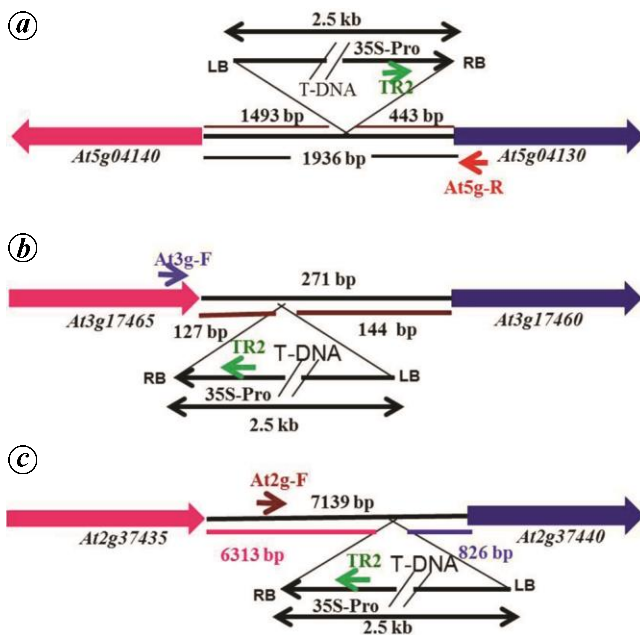 a
2.5 kb
35S-Pro
LB
RB
T-DNA
TR2
1493 bp
443 bp
At5g04140
1936 bp
At5g04130
At5g-R
b
At3g-F
271 bp
At3g17465
At3g17460
127 bp
144 bp
TR2
T-DNA
RB
LB
35S-Pro
2.5 kb
c
At2g-F
7139 bp
At2g37435
At2g37440
6313 bp
826 bp
TR2
T-DNA
RB
LB
35S-Pro
2.5 kb